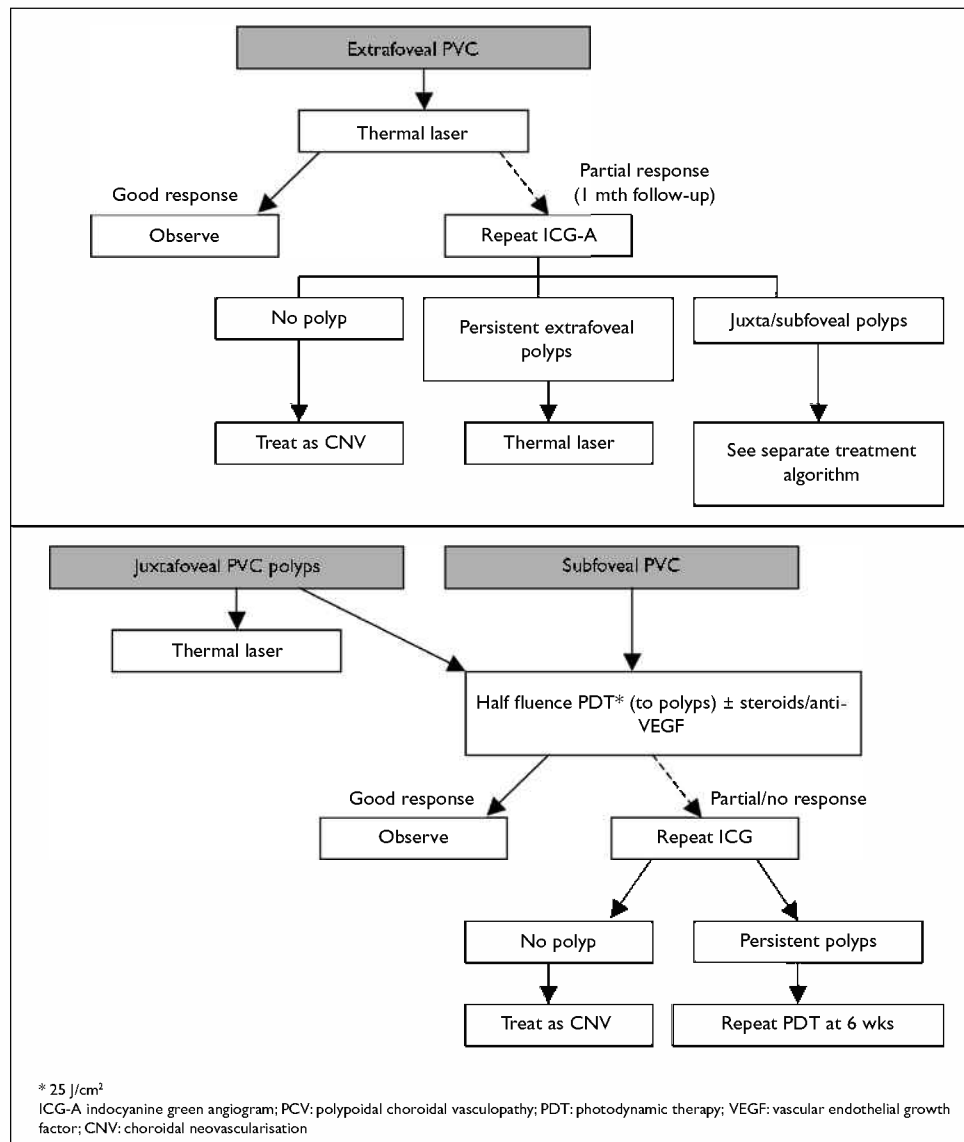 Extrafoveal PVC
Thermal laser
Good response
Partial response
(1 mth follow-up)
Observe
Repeat ICG-A
No polyp
Persistent extrafoveal
polyps
Juxta/subfoveal polyps
Treat as CNV
Thermal laser
See separate treatment
algorithm
Juxtafoveal PVC polyps
Subfoveal PVC
Thermal laser
Half fluence PDT* (to polyps) ± steroids/anti-
VEGF
Good response
Partial/no response
Observe
Repeat ICG
No polyp
Persistent polyps
Treat as CNV
Repeat PDT at 6 wks
* 25 J/cm²
ICG-A indocyanine green angiogram; PCV: polypoidal choroidal vasculopathy; PDT: photodynamic therapy; VEGF: vascular endothelial growth
factor; CNV: choroidal neovascularisation